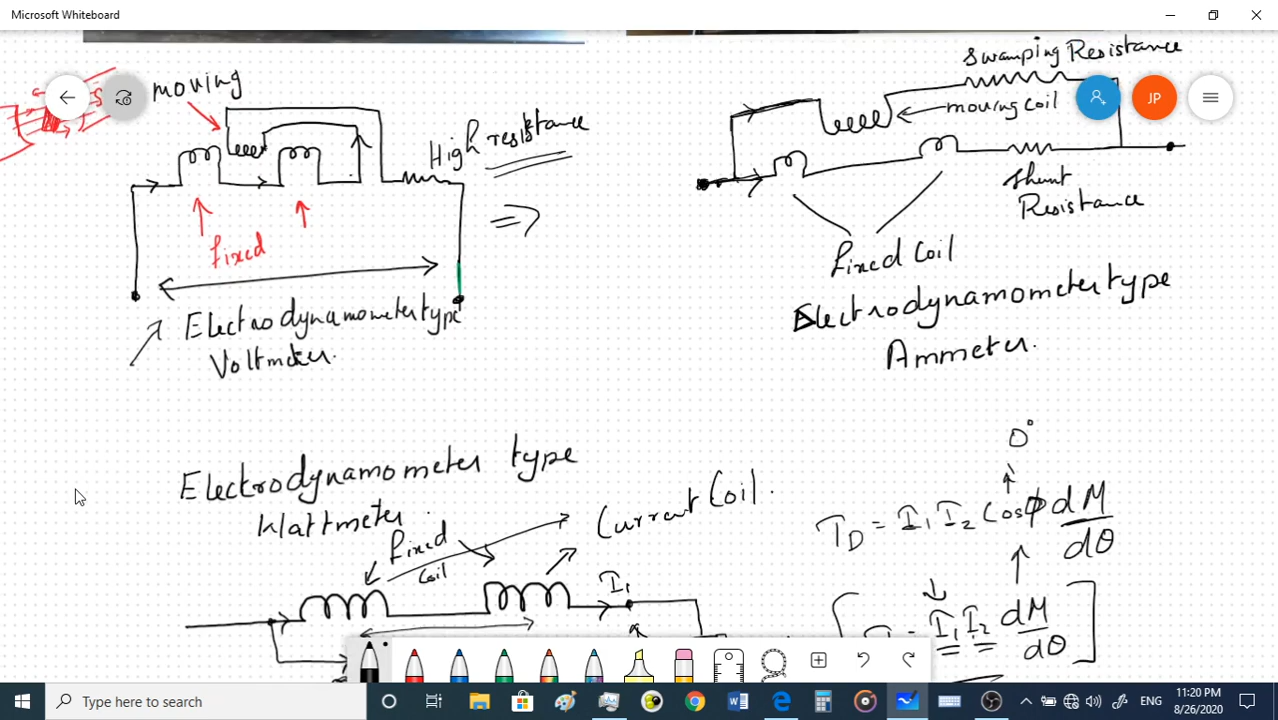 Microsoft Whiteboard
moving
S
High resistance
fixed
Electrodynamometer type
Voltmeter.
Swamping Resistance
moving coil
JP
Shunt
Resistance
Fixed Coil
Electrodynamometer type
Ammeter.
Electrodynamometer type
Wattmeter.
fixed
coil
Current Coil.
I₁
0°
T_D = I₁ I₂ Cosϕ dM/dθ
I₁ I₂ dM/dθ
Type here to search
ENG
11:20 PM
8/26/2020